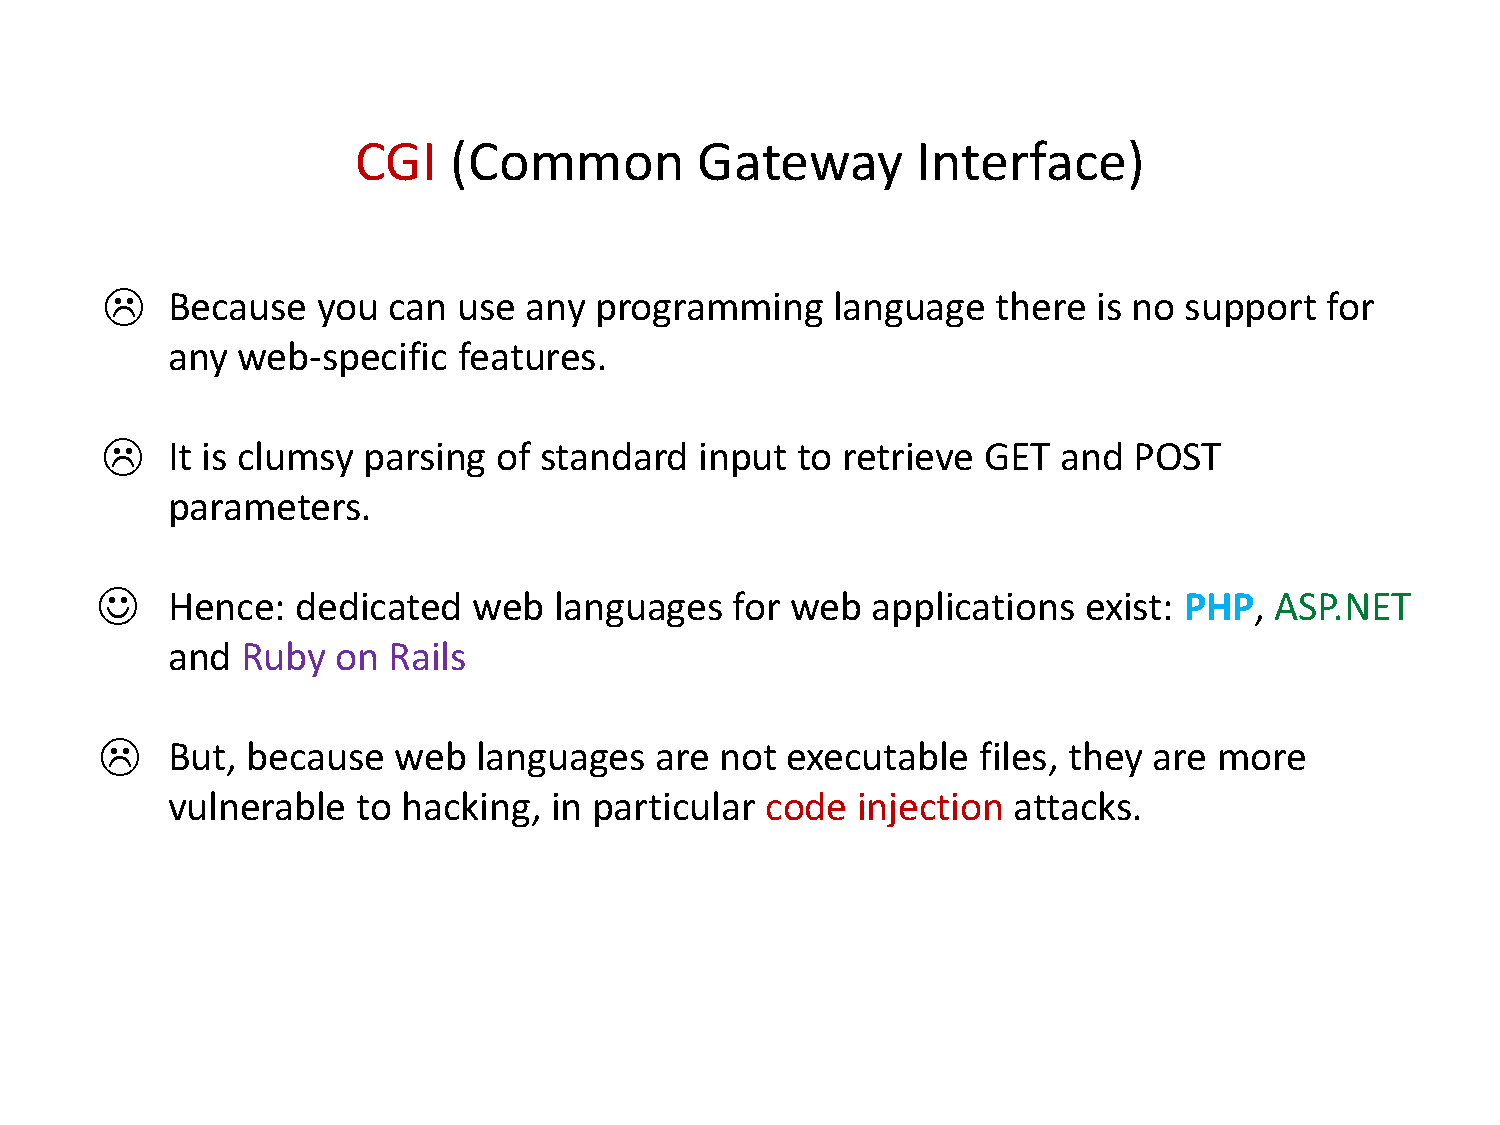 CGI (Common Gateway Interface)
☹ Because you can use any programming language there is no support for
any web-specific features.
☹ It is clumsy parsing of standard input to retrieve GET and POST
parameters.
☺ Hence: dedicated web languages for web applications exist: PHP, ASP.NET
and Ruby on Rails
☹ But, because web languages are not executable files, they are more
vulnerable to hacking, in particular code injection attacks.